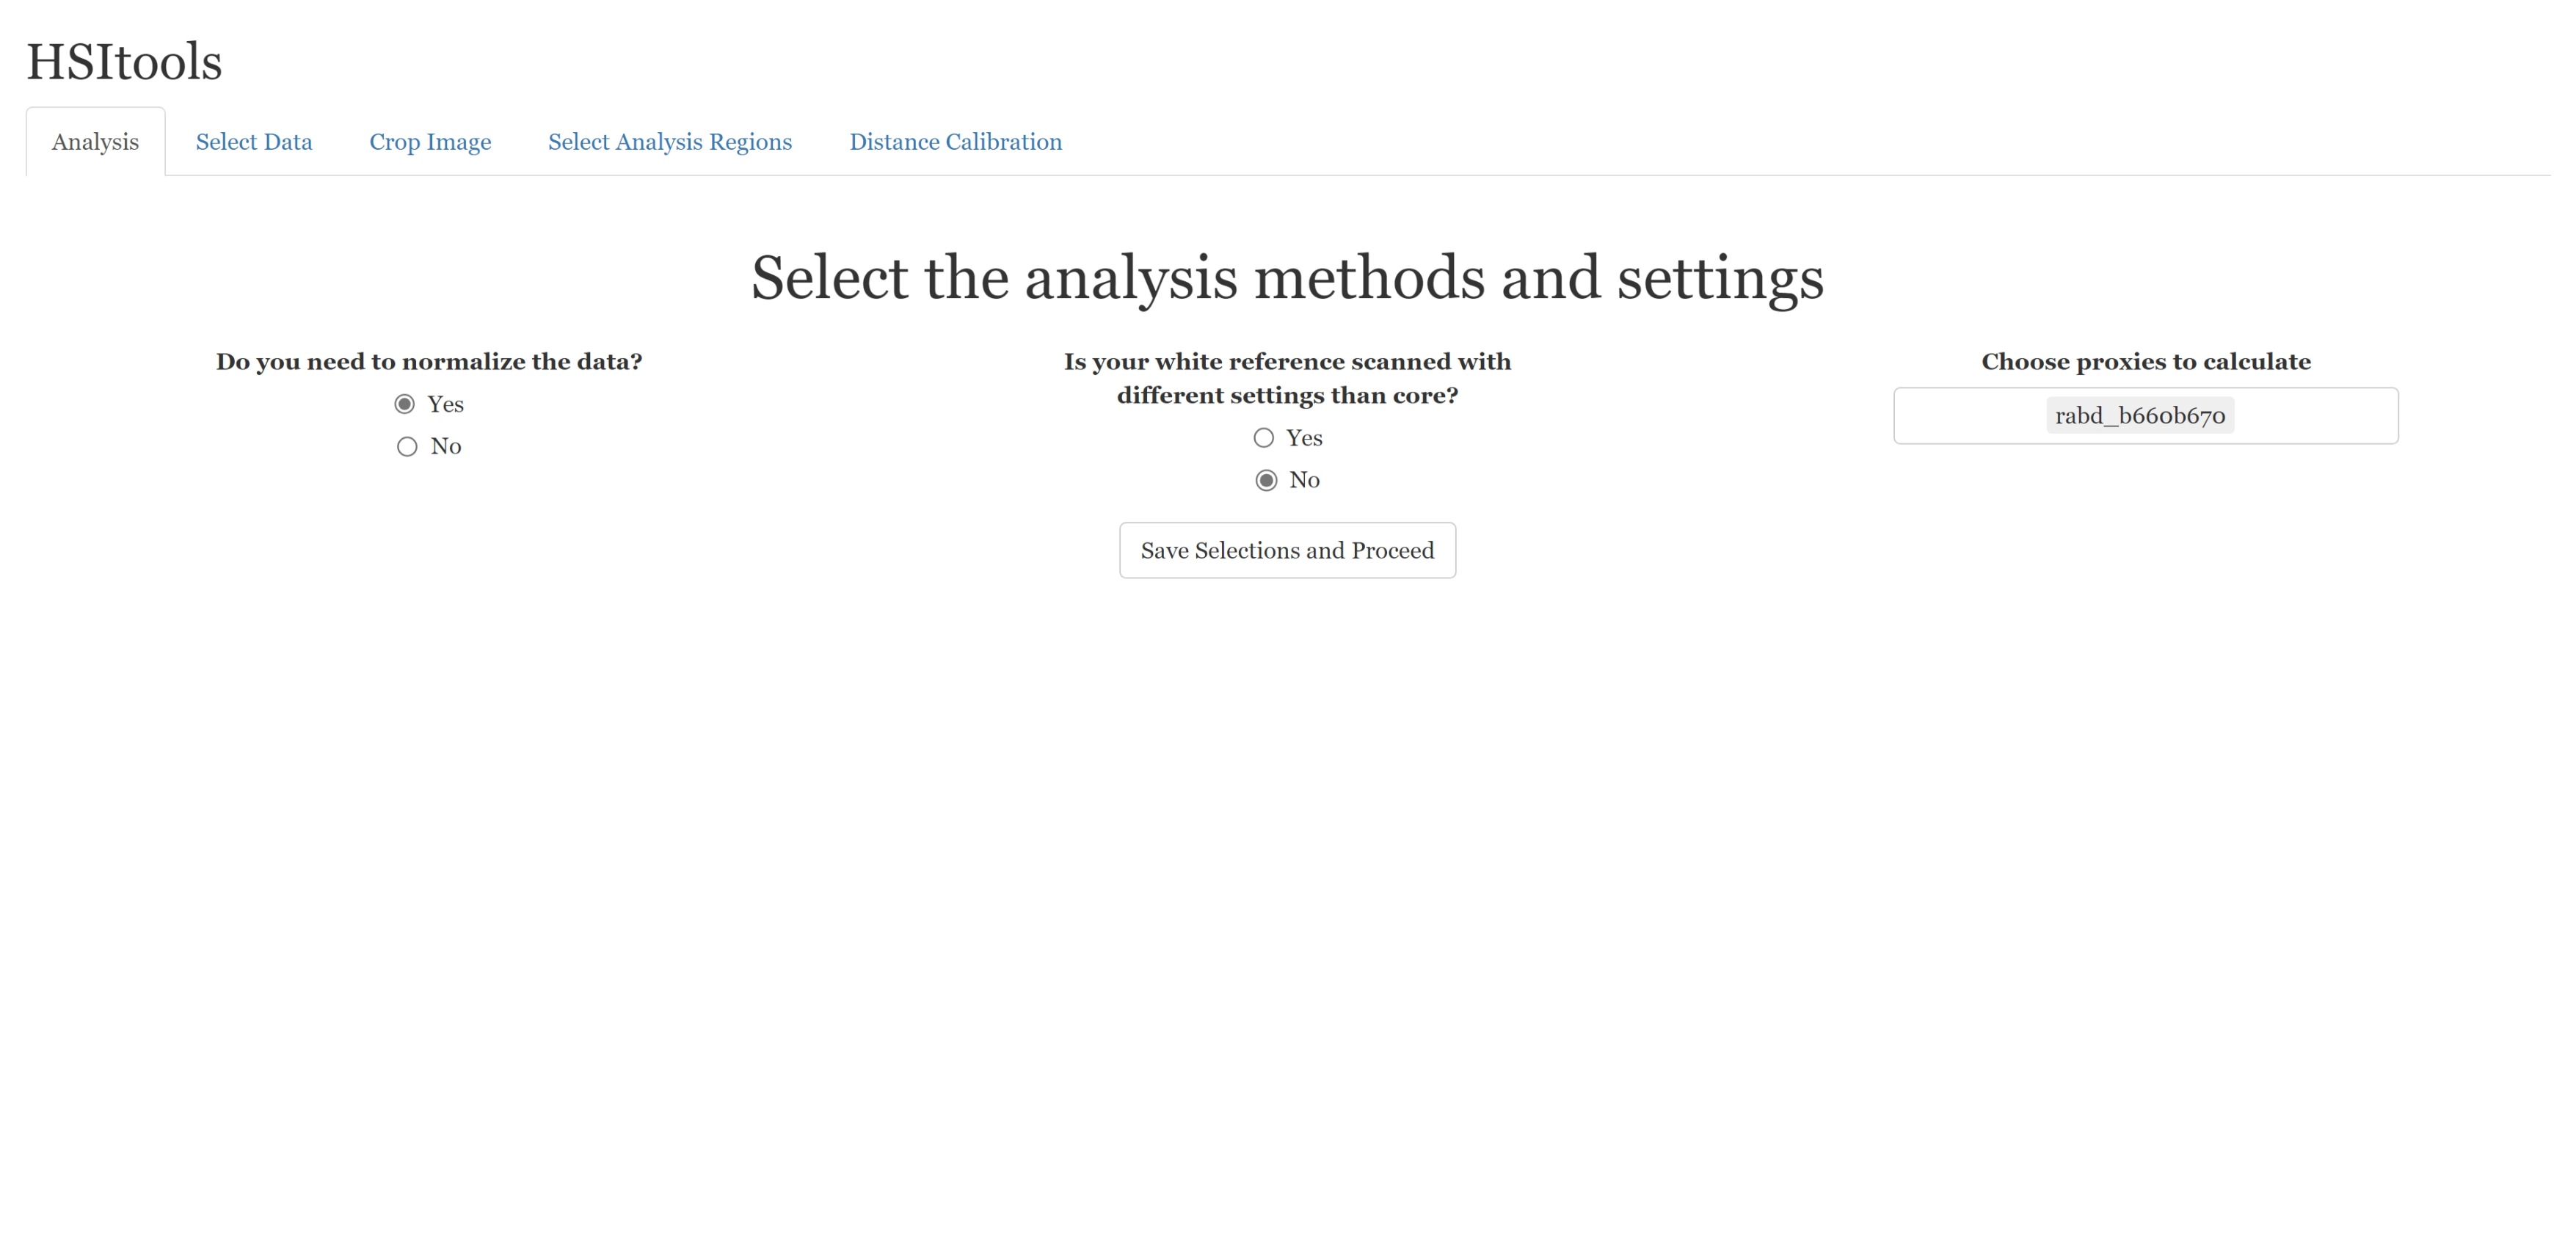 HSItools
Analysis
Select Data
Crop Image
Select Analysis Regions
Distance Calibration
Select the analysis methods and settings
Do you need to normalize the data?
Yes
No
Is your white reference scanned with
different settings than core?
Yes
No
Choose proxies to calculate
rabd_b660b670
Save Selections and Proceed